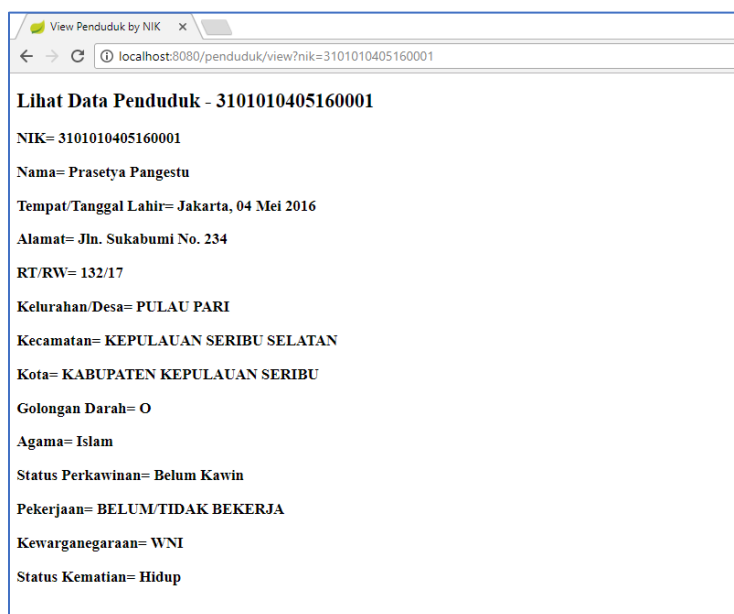 View Penduduk by NIK
localhost:8080/penduduk/view?nik=3101010405160001
Lihat Data Penduduk - 3101010405160001
NIK= 3101010405160001
Nama= Prasetya Pangestu
Tempat/Tanggal Lahir= Jakarta, 04 Mei 2016
Alamat= Jln. Sukabumi No. 234
RT/RW= 132/17
Kelurahan/Desa= PULAU PARI
Kecamatan= KEPULAUAN SERIBU SELATAN
Kota= KABUPATEN KEPULAUAN SERIBU
Golongan Darah= O
Agama= Islam
Status Perkawinan= Belum Kawin
Pekerjaan= BELUM/TIDAK BEKERJA
Kewarganegaraan= WNI
Status Kematian= Hidup